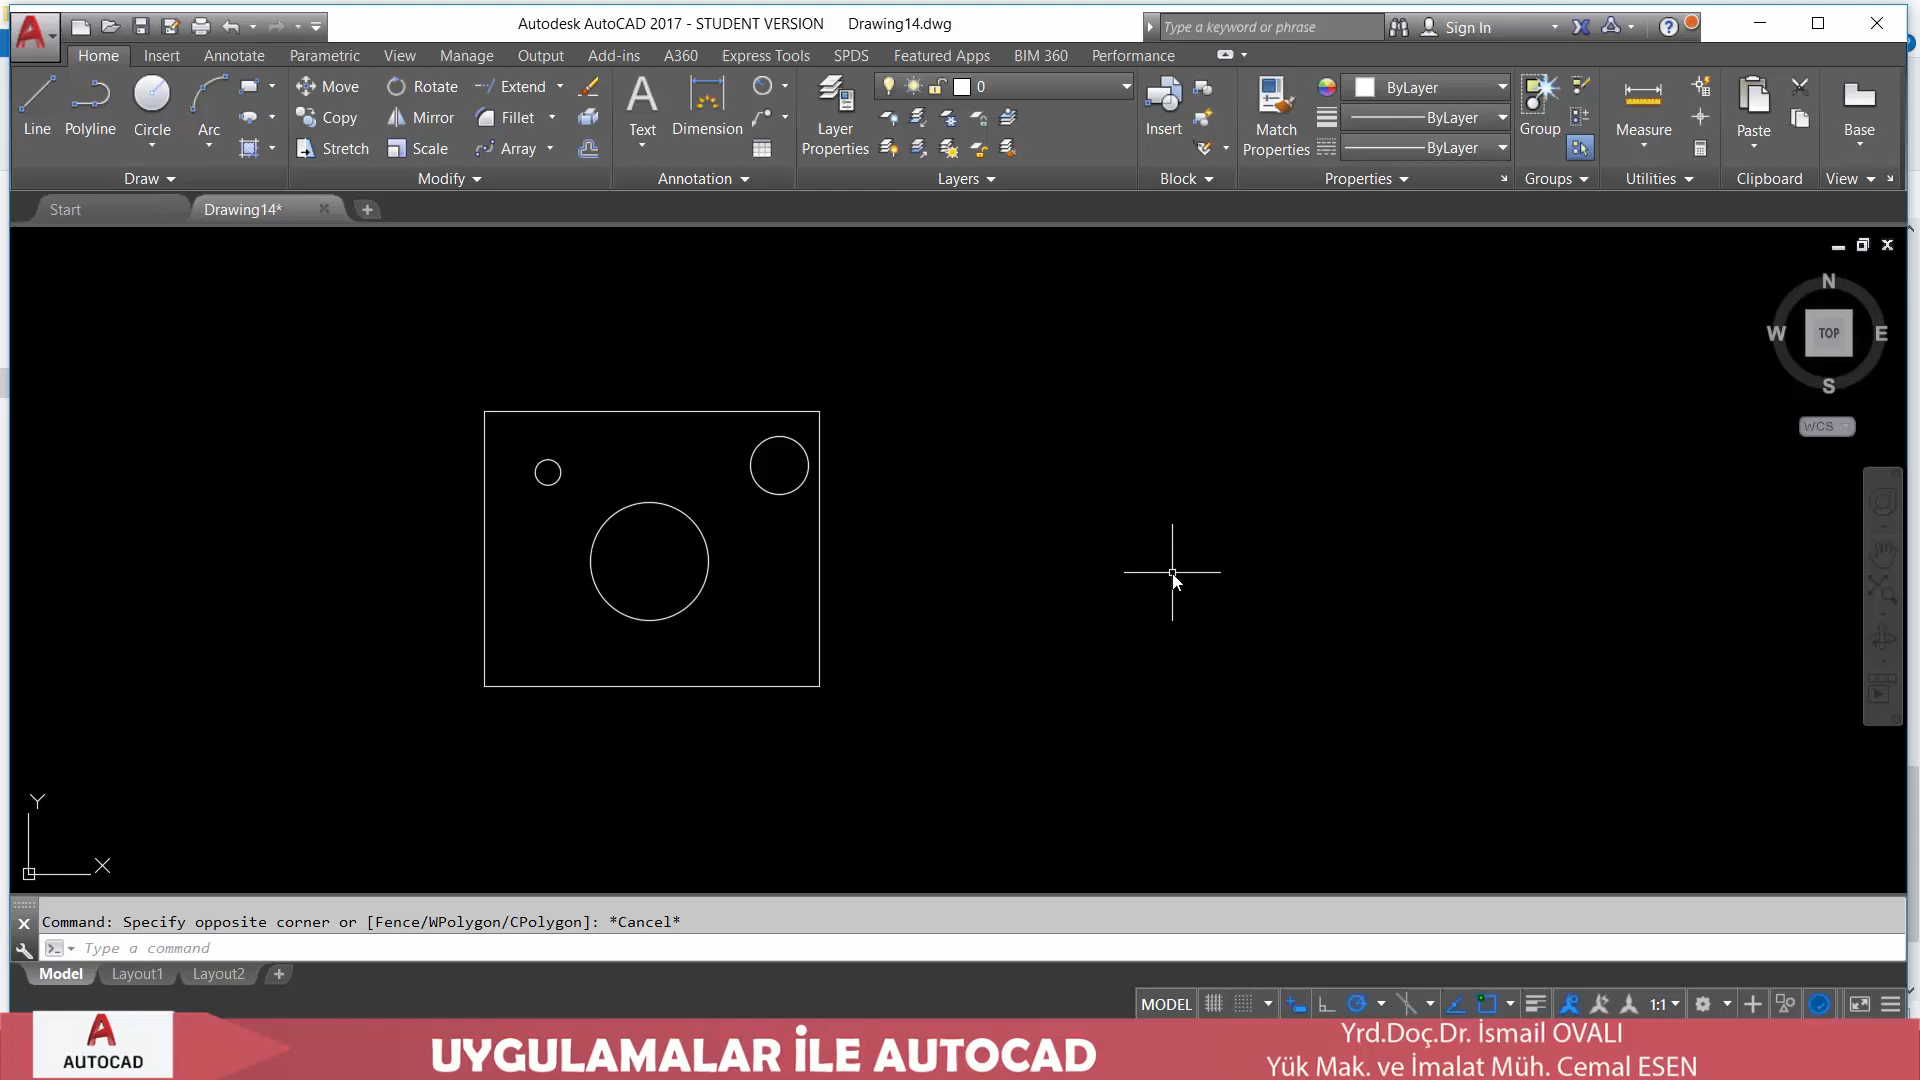 Autodesk AutoCAD 2017 - STUDENT VERSION Drawing14.dwg
Type a keyword or phrase
Sign In
Home Insert Annotate Parametric View Manage Output Add-ins A360 Express Tools SPDS Featured Apps BIM 360 Performance
Line Polyline Circle Arc
Move Rotate Extend
Copy Mirror Fillet
Stretch Scale Array
Text Dimension
Layer Properties
0
Insert
Match Properties
ByLayer
ByLayer
ByLayer
Group
Measure
Paste
Base
Draw Modify Annotation Layers Block Properties Groups Utilities Clipboard View
Start Drawing14*
N
W TOP E
S
WCS
Y
X
Command: Specify opposite corner or [Fence/WPolygon/CPolygon]: *Cancel*
Type a command
Model Layout1 Layout2
MODEL 1:1
AUTOCAD
UYGULAMALAR İLE AUTOCAD
Yrd.Doç.Dr. İsmail OVALI
Yük Mak. ve İmalat Müh. Cemal ESEN